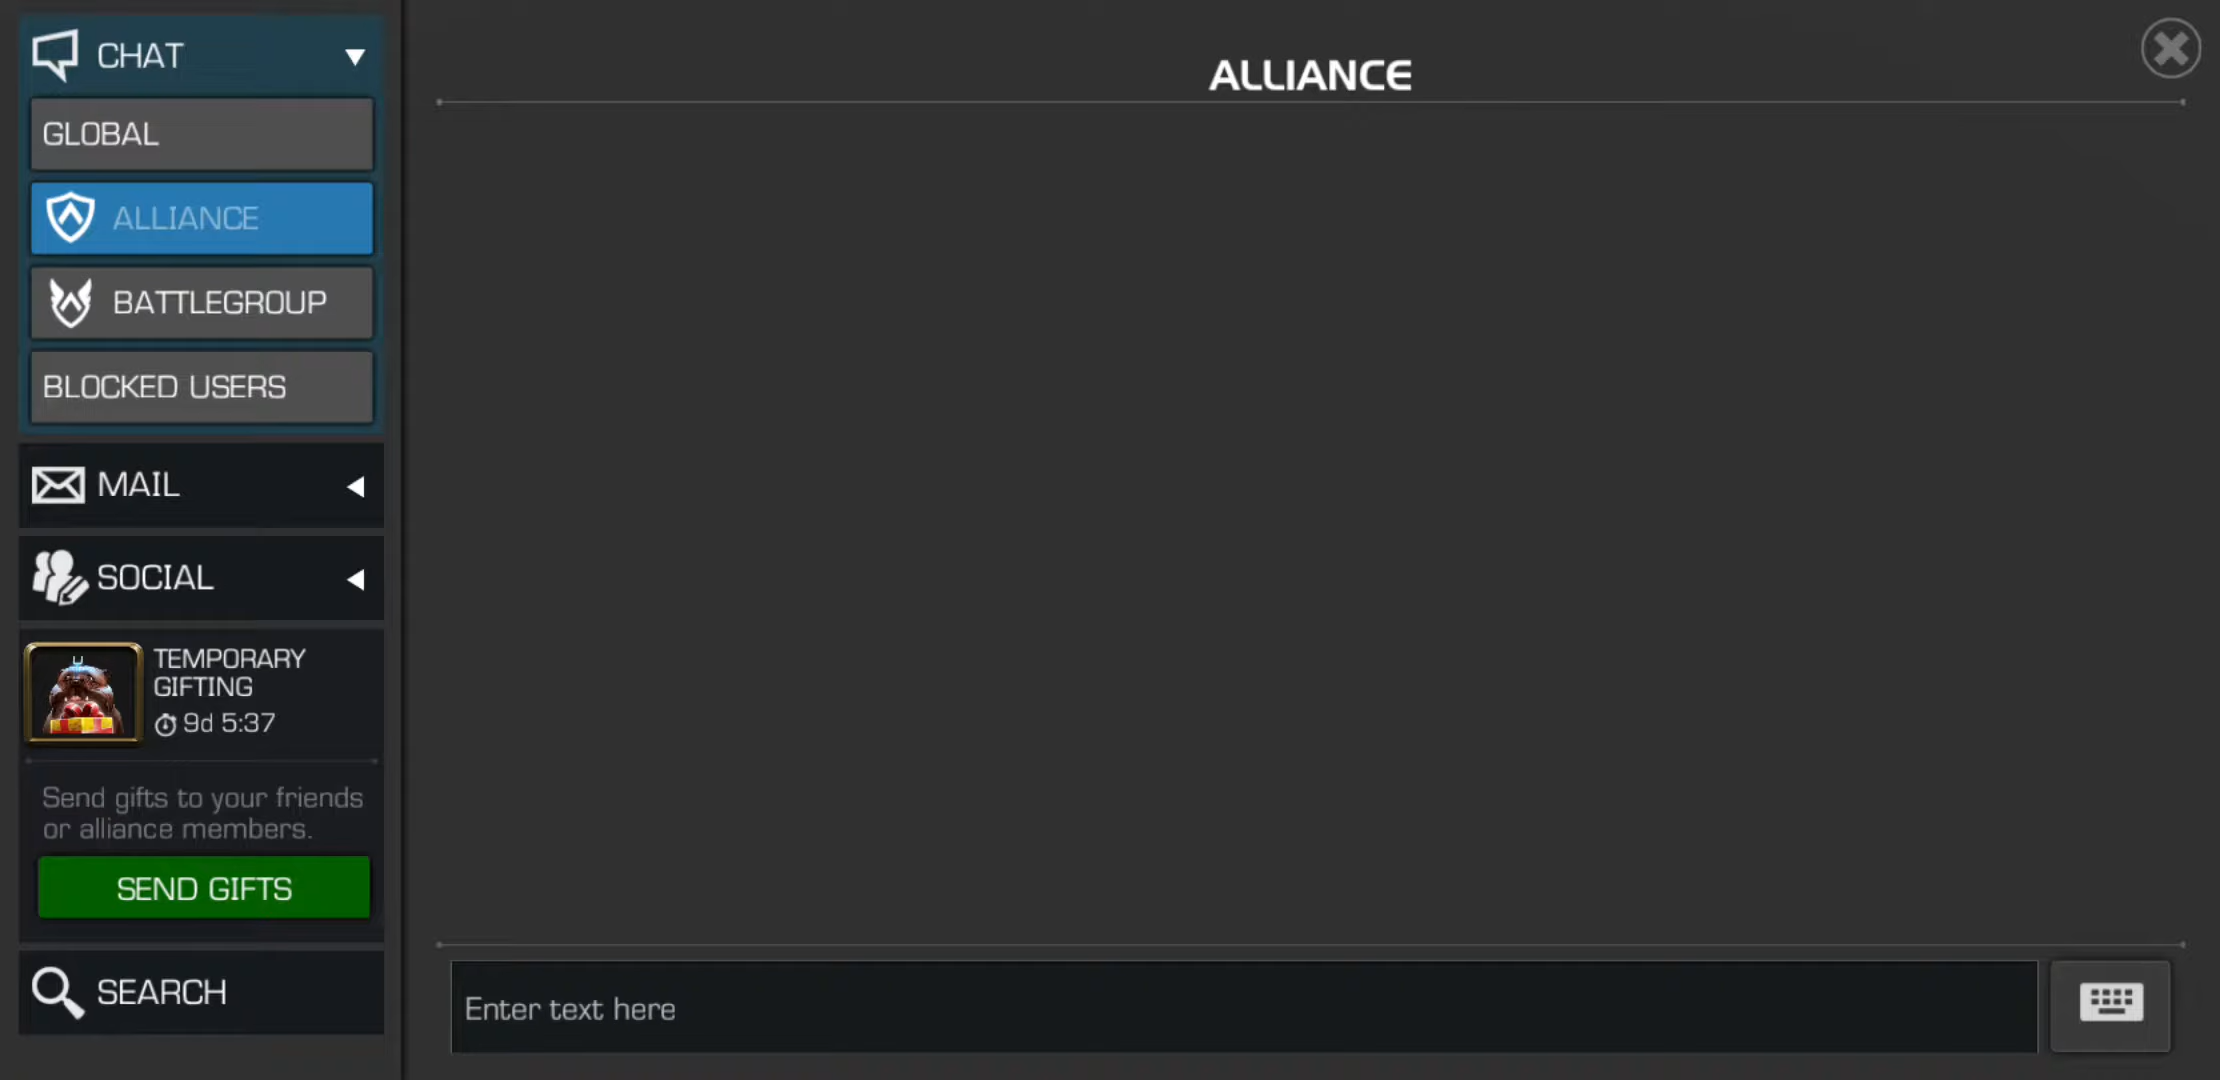 CHAT
GLOBAL
ALLIANCE
BATTLEGROUP
BLOCKED USERS
MAIL
SOCIAL
TEMPORARY
GIFTING
9d 5:37
Send gifts to your friends
or alliance members.
SEND GIFTS
SEARCH
ALLIANCE
Enter text here